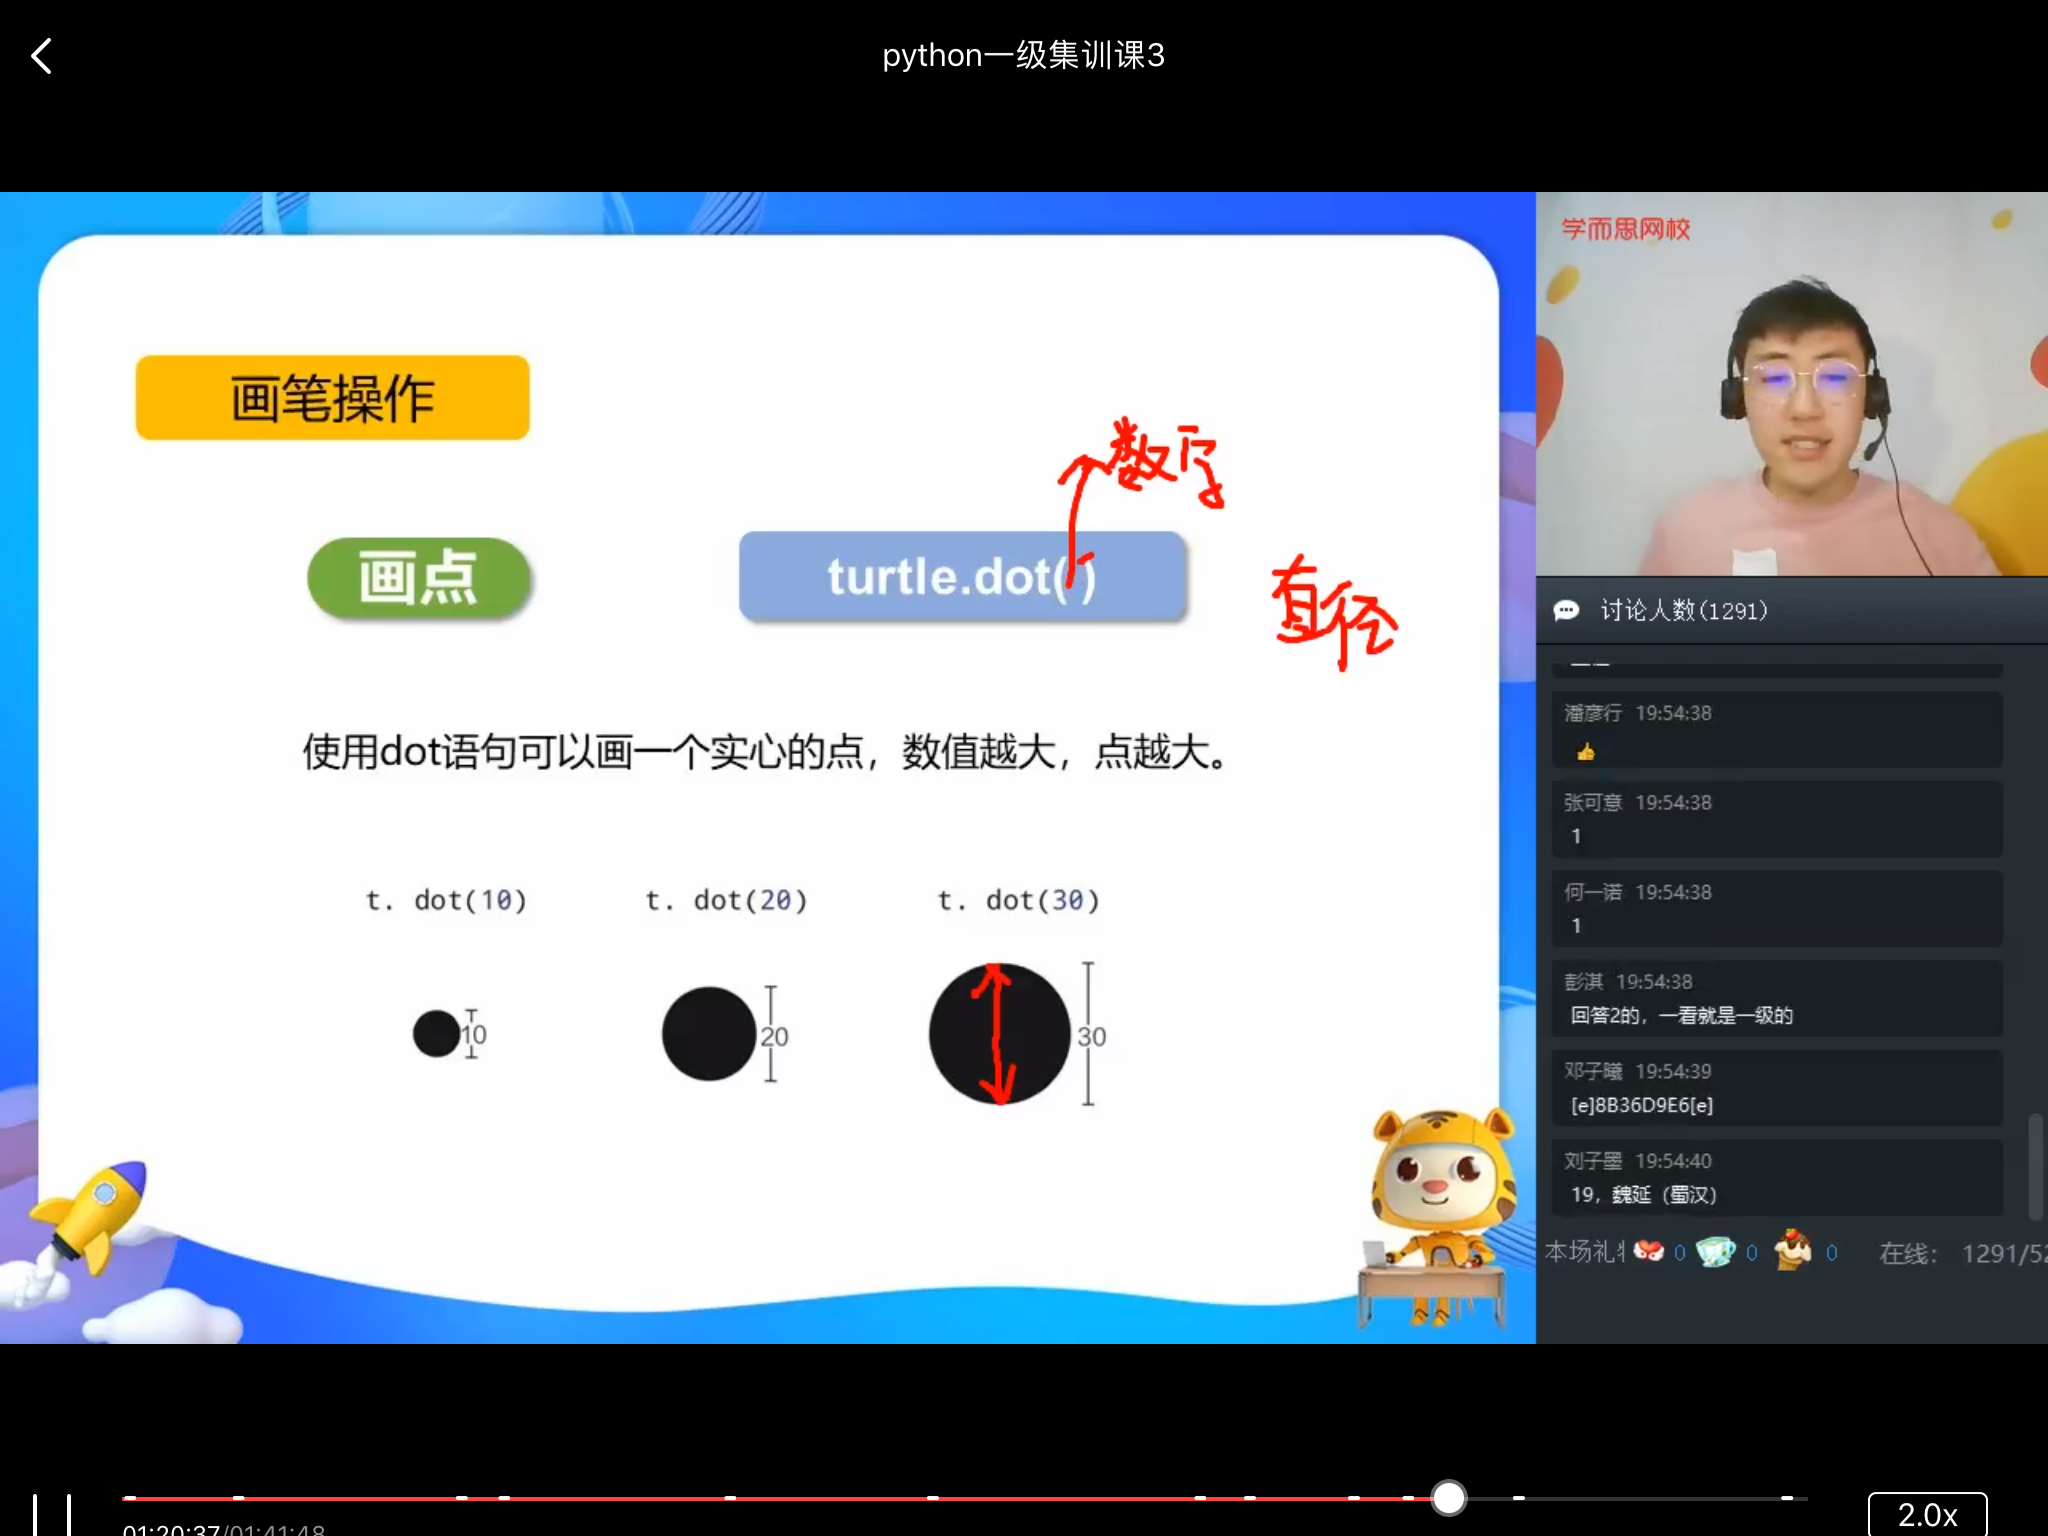 python一级集训课3
画笔操作
数字
画点
turtle.dot()
直径
使用dot语句可以画一个实心的点，数值越大，点越大。
t. dot(10)
t. dot(20)
t. dot(30)
10
20
30
学而思网校
讨论人数(1291)
潘彦行 19:54:38
👍
张可意 19:54:38
1
何一诺 19:54:38
1
彭淇 19:54:38
回答2的，一看就是一级的
邓子曦 19:54:39
[e]8B36D9E6[e]
刘子墨 19:54:40
19，魏延（蜀汉）
本场礼 0 0 0 在线： 1291/52
01:20:37/01:41:48
2.0x